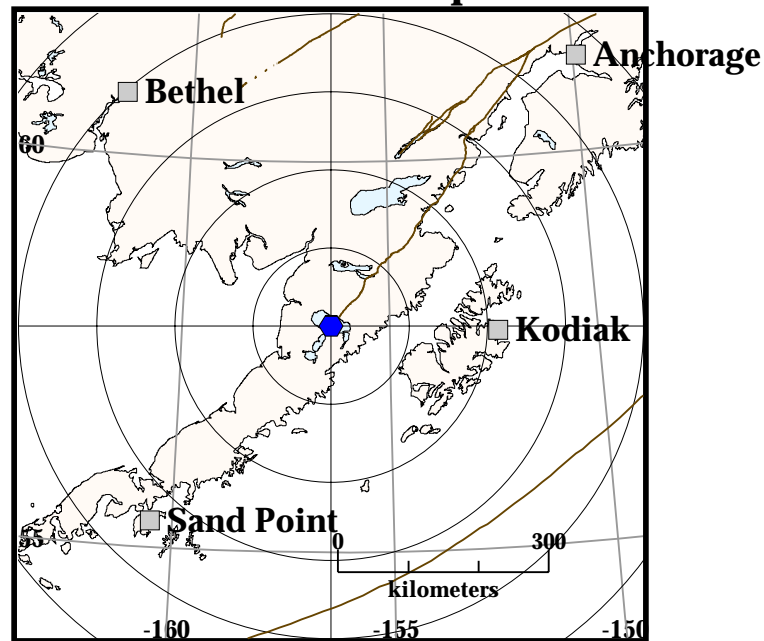 Anchorage
Bethel
60
Kodiak
Sand Point
55
0 300
kilometers
-160 -155 -150